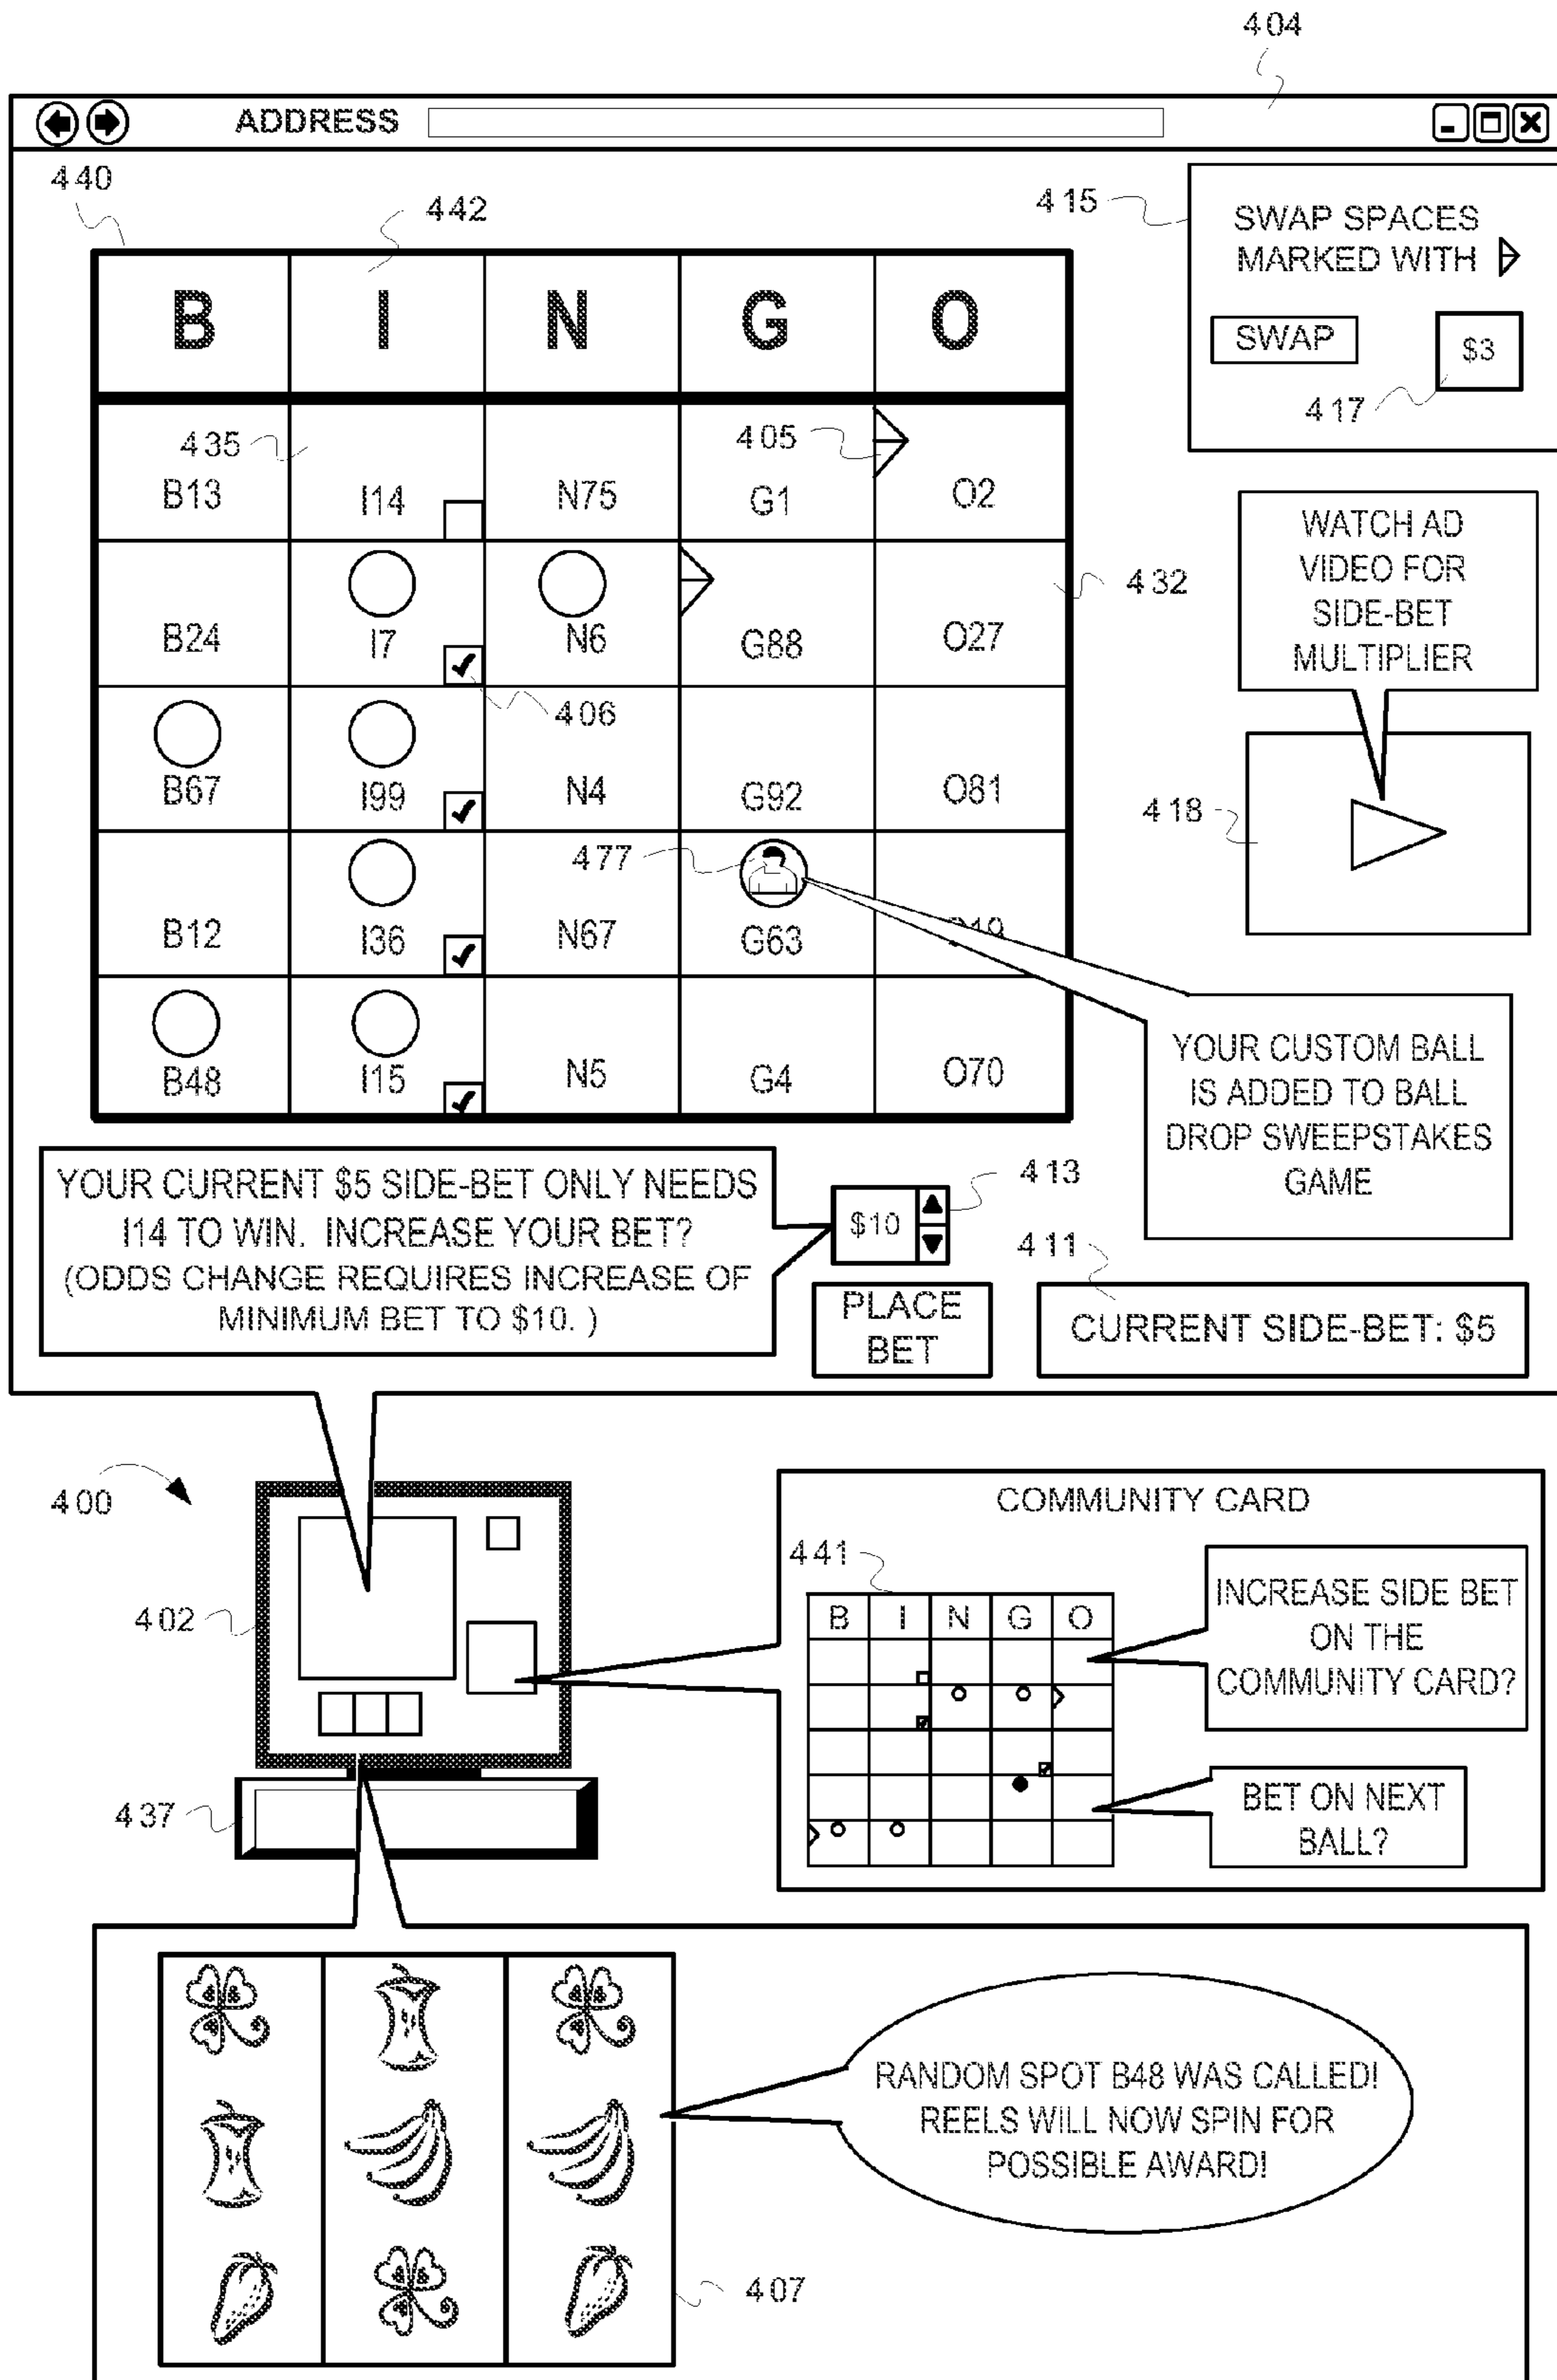 404
ADDRESS
440
442
415
SWAP SPACES
MARKED WITH
SWAP
$3
417
B I N G O
435
405
B13 I14 N75 G1 O2
WATCH AD
VIDEO FOR
SIDE-BET
MULTIPLIER
432
B24 I7 N6 G88 O27
406
B67 I99 N4 G92 O81
418
477
B12 I36 N67 G63
B48 I15 N5 G4 O70
YOUR CUSTOM BALL
IS ADDED TO BALL
DROP SWEEPSTAKES
GAME
YOUR CURRENT $5 SIDE-BET ONLY NEEDS
I14 TO WIN. INCREASE YOUR BET?
(ODDS CHANGE REQUIRES INCREASE OF
MINIMUM BET TO $10. )
$10
413
411
PLACE
BET
CURRENT SIDE-BET: $5
400
402
437
COMMUNITY CARD
441
B I N G O
INCREASE SIDE BET
ON THE
COMMUNITY CARD?
BET ON NEXT
BALL?
RANDOM SPOT B48 WAS CALLED!
REELS WILL NOW SPIN FOR
POSSIBLE AWARD!
407